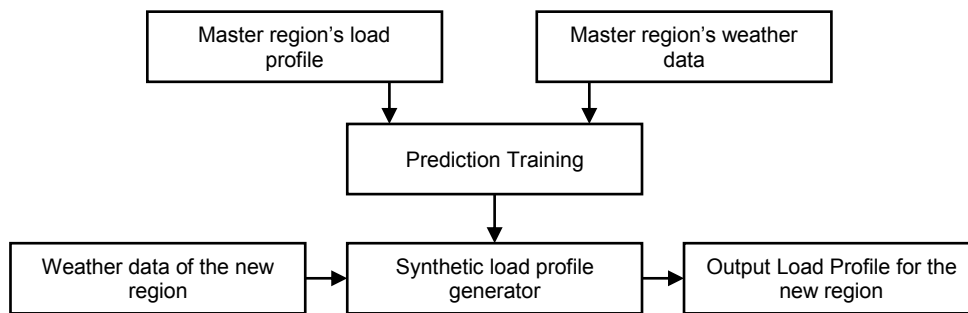 Master region’s load
profile
Master region’s weather
data
Prediction Training
Weather data of the new
region
Synthetic load profile
generator
Output Load Profile for the
new region